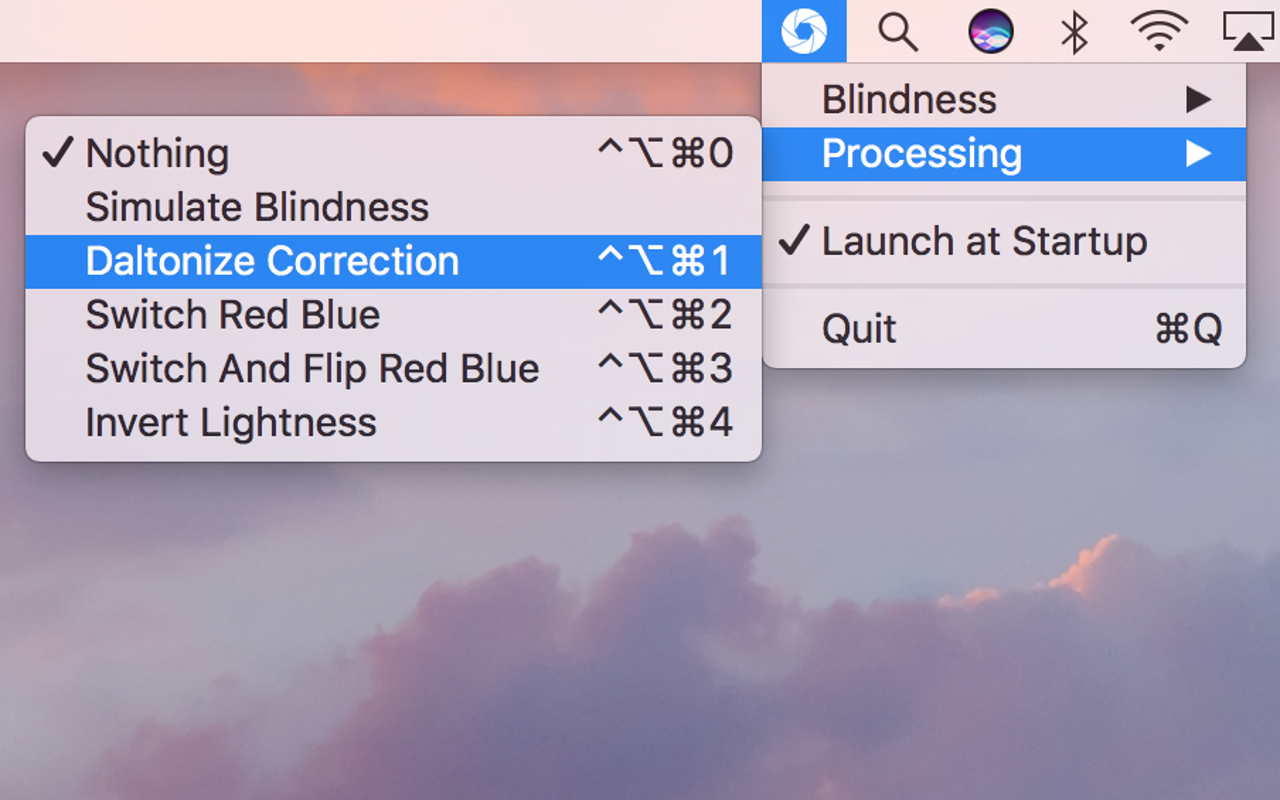 Blindness ▶
Processing ▶
✓ Launch at Startup
Quit ⌘Q
✓ Nothing ^⌥⌘0
Simulate Blindness
Daltonize Correction ^⌥⌘1
Switch Red Blue ^⌥⌘2
Switch And Flip Red Blue ^⌥⌘3
Invert Lightness ^⌥⌘4